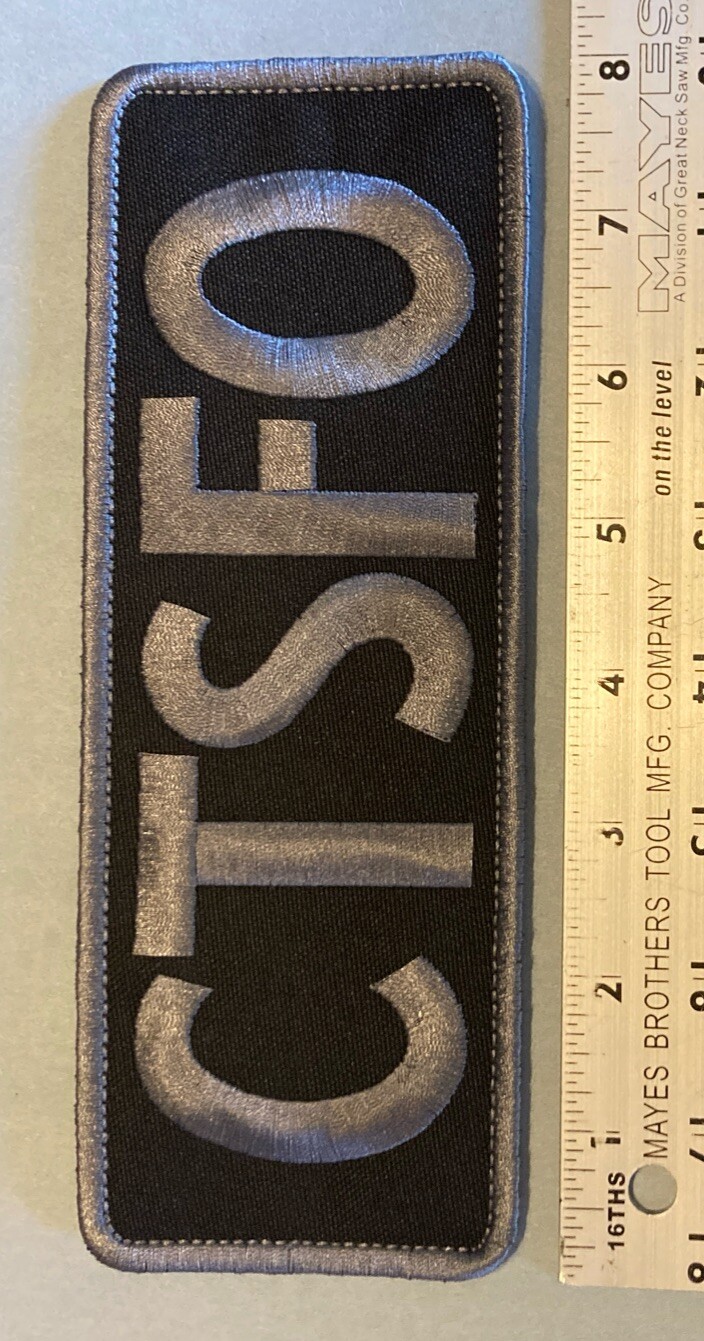 CTSFO
1 2 3 4 5 6 7 8
16THS
MAYES BROTHERS TOOL MFG. COMPANY on the level MAYES
A Division of Great Neck Saw Mfg. Co.